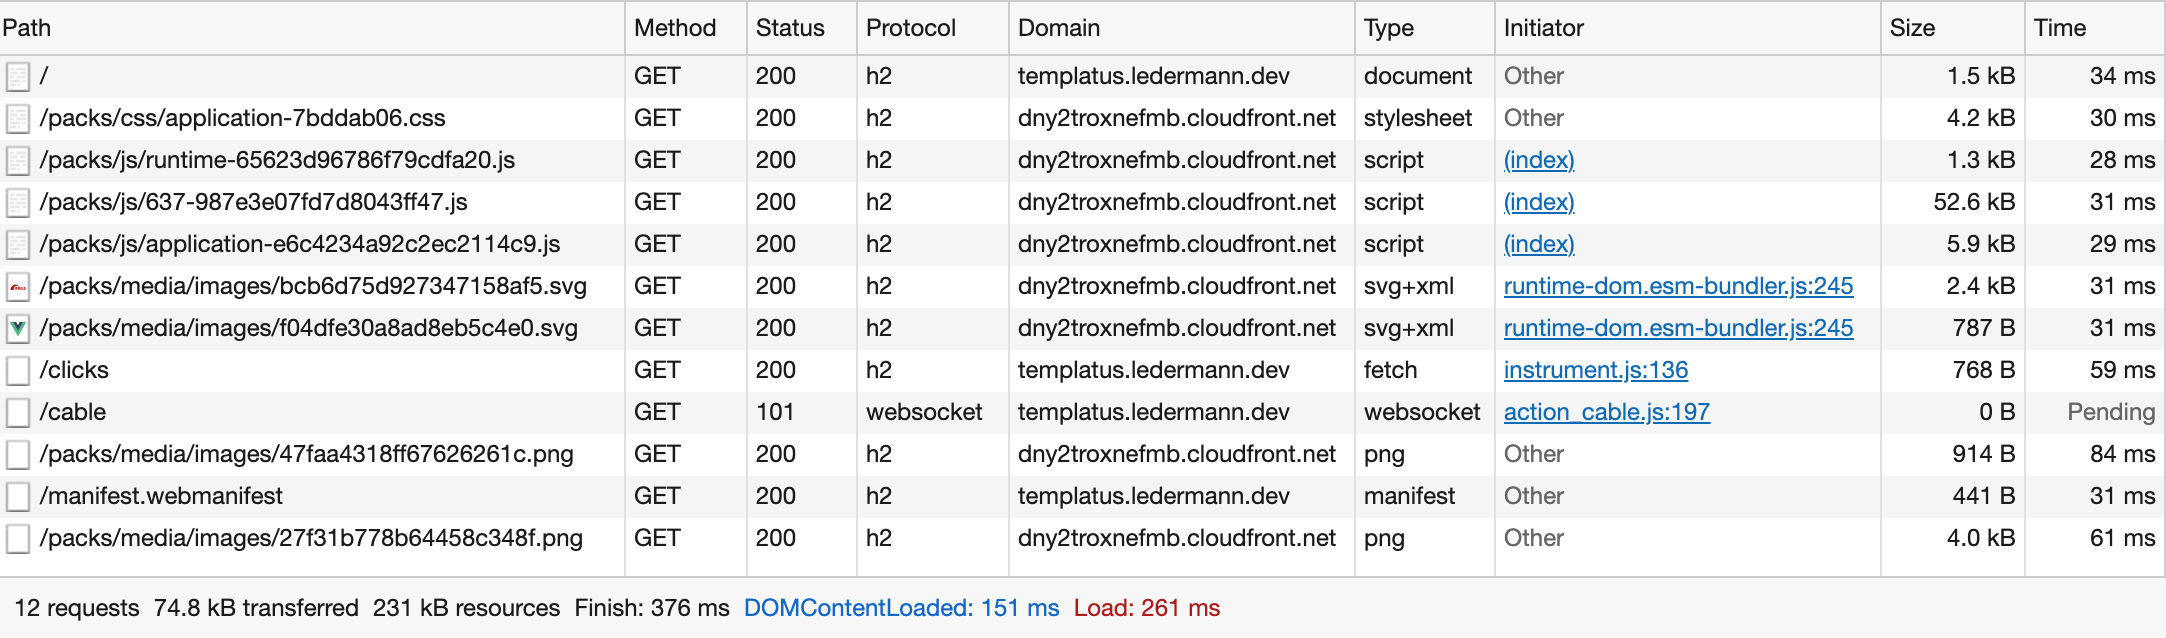 Path Method Status Protocol Domain Type Initiator Size Time
/ GET 200 h2 templatus.ledermann.dev document Other 1.5 kB 34 ms
/packs/css/application-7bddab06.css GET 200 h2 dny2troxnefmb.cloudfront.net stylesheet Other 4.2 kB 30 ms
/packs/js/runtime-65623d96786f79cdfa20.js GET 200 h2 dny2troxnefmb.cloudfront.net script (index) 1.3 kB 28 ms
/packs/js/637-987e3e07fd7d8043ff47.js GET 200 h2 dny2troxnefmb.cloudfront.net script (index) 52.6 kB 31 ms
/packs/js/application-e6c4234a92c2ec2114c9.js GET 200 h2 dny2troxnefmb.cloudfront.net script (index) 5.9 kB 29 ms
/packs/media/images/bcb6d75d927347158af5.svg GET 200 h2 dny2troxnefmb.cloudfront.net svg+xml runtime-dom.esm-bundler.js:245 2.4 kB 31 ms
/packs/media/images/f04dfe30a8ad8eb5c4e0.svg GET 200 h2 dny2troxnefmb.cloudfront.net svg+xml runtime-dom.esm-bundler.js:245 787 B 31 ms
/clicks GET 200 h2 templatus.ledermann.dev fetch instrument.js:136 768 B 59 ms
/cable GET 101 websocket templatus.ledermann.dev websocket action_cable.js:197 0 B Pending
/packs/media/images/47faa4318ff67626261c.png GET 200 h2 dny2troxnefmb.cloudfront.net png Other 914 B 84 ms
/manifest.webmanifest GET 200 h2 templatus.ledermann.dev manifest Other 441 B 31 ms
/packs/media/images/27f31b778b64458c348f.png GET 200 h2 dny2troxnefmb.cloudfront.net png Other 4.0 kB 61 ms
12 requests 74.8 kB transferred 231 kB resources Finish: 376 ms DOMContentLoaded: 151 ms Load: 261 ms